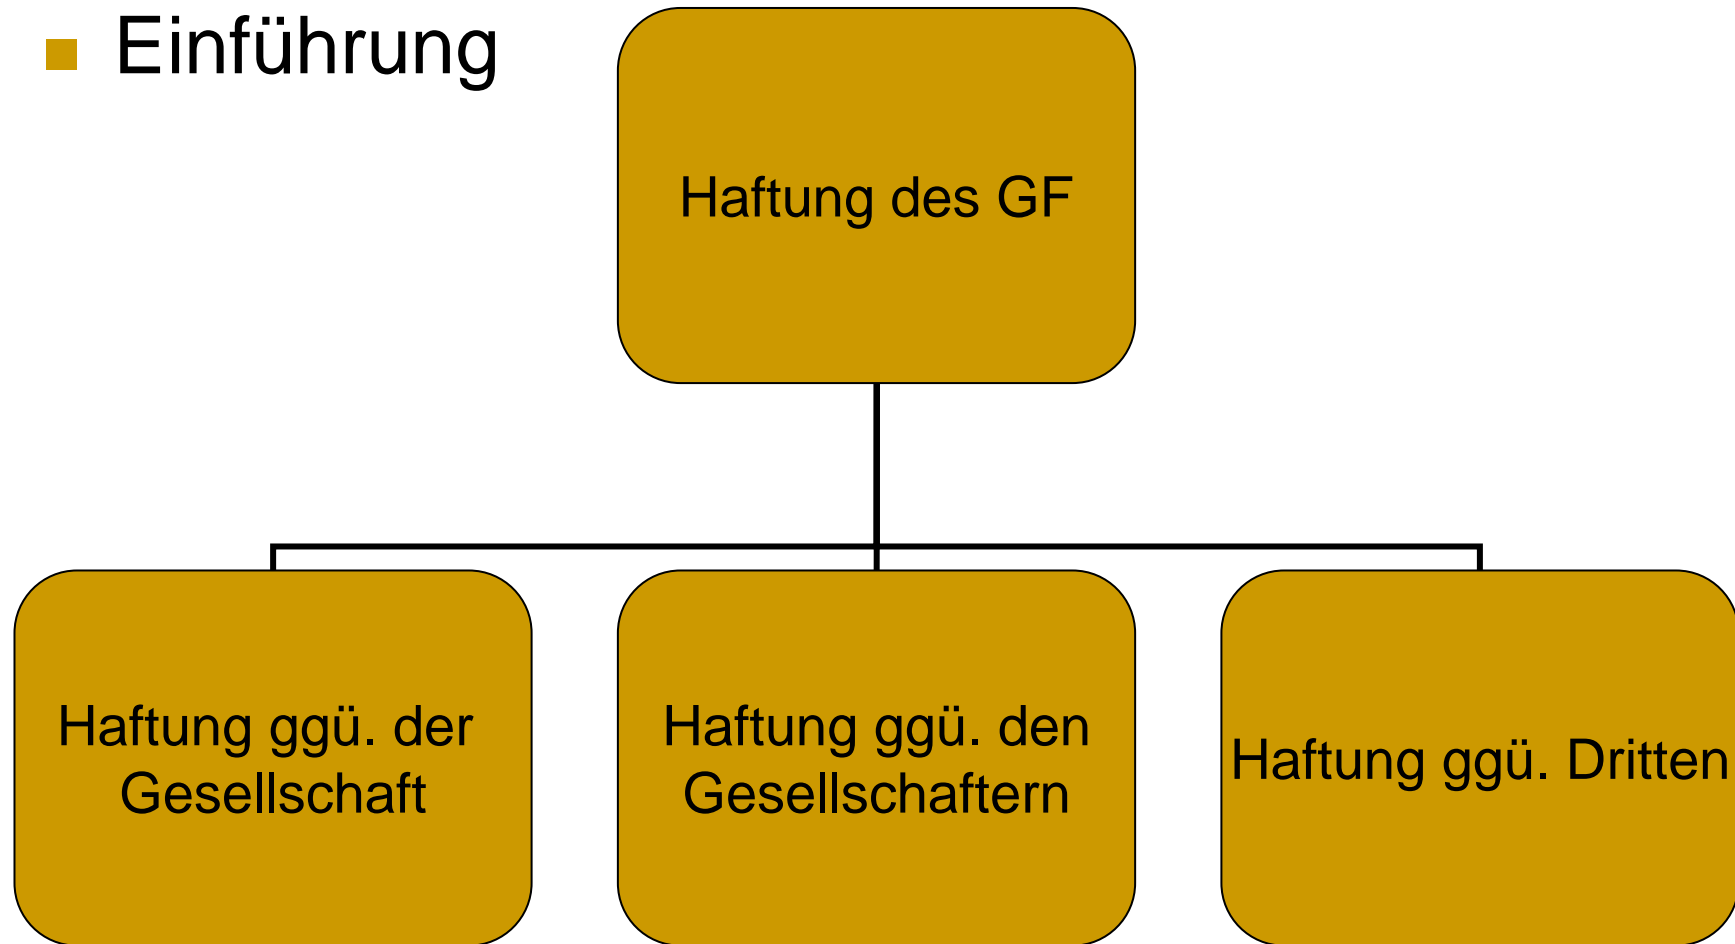 Einführung
Haftung des GF
Haftung ggü. der
Gesellschaft
Haftung ggü. den
Gesellschaftern
Haftung ggü. Dritten